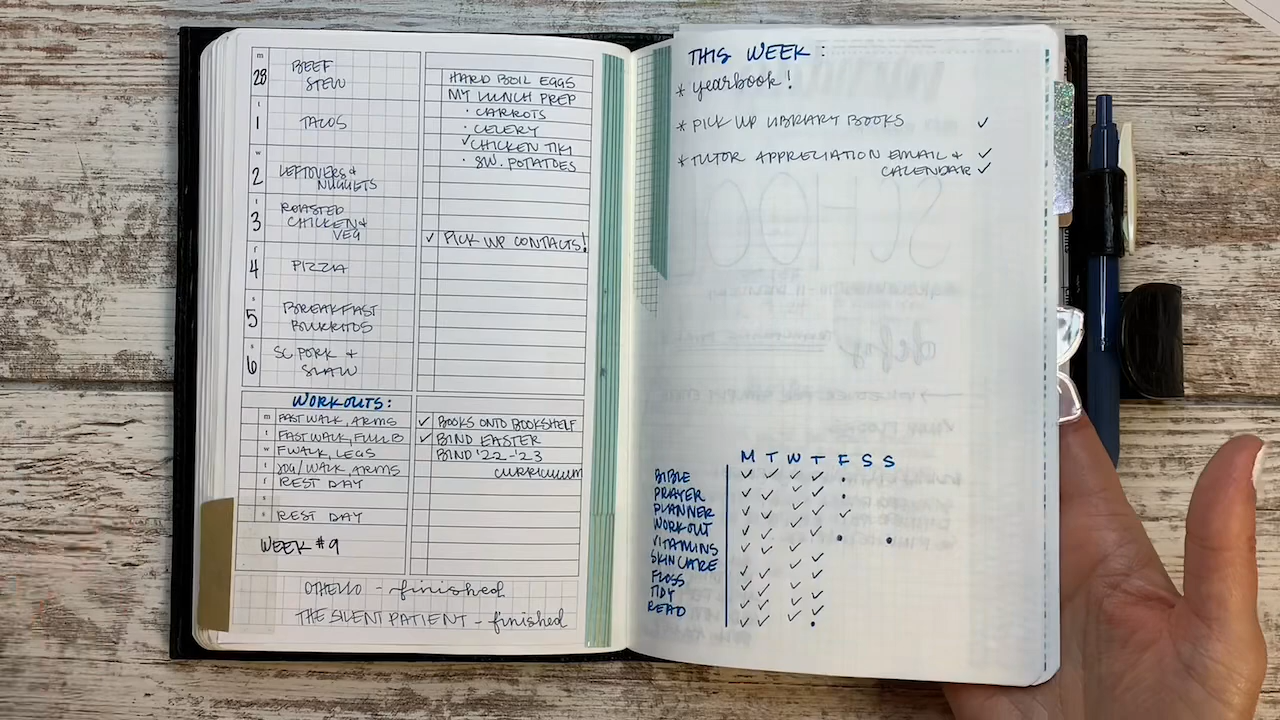 M
28
BEEF
STEW
T
1
TACOS
W
2
LEFTOVERS &
NUGGETS
T
3
ROASTED
CHICKEN &
VEG
F
4
PIZZA
S
5
BREAKFAST
BURRITOS
S
6
SC PORK &
SLAW
HARD BOIL EGGS
MY LUNCH PREP
· CARROTS
· CELERY
✓ CHICKEN TIKI
· SW. POTATOES
✓ PICK UP CONTACTS!
WORKOUTS:
M FAST WALK, ARMS
T FAST WALK, FULL B
W F WALK, LEGS
T JOG/WALK, ARMS
F REST DAY
S
S REST DAY
WEEK #9
✓ BOOKS ONTO BOOKSHELF
✓ BIND EASTER
BIND '22-'23
CURRICULUM
OTHELLO - finished
THE SILENT PATIENT - finished
THIS WEEK:
* yearbook!
* PICK UP LIBRARY BOOKS ✓
* TUTOR APPRECIATION EMAIL & ✓
CALENDAR ✓
M T W T F S S
BIBLE ✓ ✓ ✓ ✓ ·
PRAYER ✓ ✓ ✓ ✓ ·
PLANNER ✓ ✓ ✓ ✓ ✓
WORKOUT ✓ ✓ ✓ ✓ · ·
VITAMINS ✓ ✓ ✓ ✓
SKINCARE ✓ ✓ ✓ ✓
FLOSS ✓ ✓ ✓ ✓
TIDY ✓ ✓ ✓ ✓
READ ✓ ✓ ✓ ·